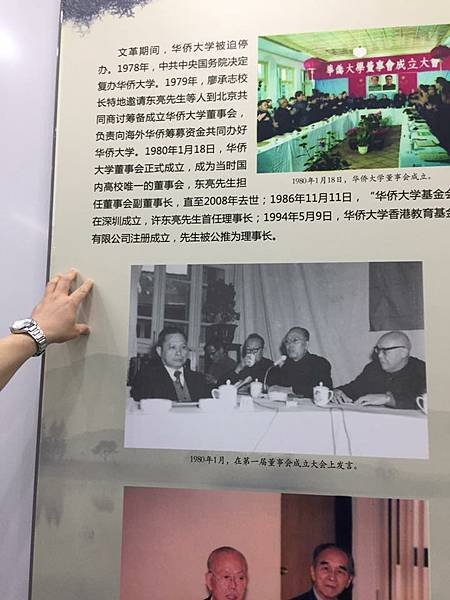 文革期间，华侨大学被迫停
办。1978年，中共中央国务院决定
复办华侨大学。1979年，廖承志校
长特地邀请东亮先生等人到北京共
同商讨筹备成立华侨大学董事会，
负责向海外华侨筹募资金共同办好
华侨大学。1980年1月18日，华侨
大学董事会正式成立，成为当时国
内高校唯一的董事会，东亮先生担
任董事会副董事长，直至2008年去世；1986年11月11日，“华侨大学基金会
在深圳成立，许东亮先生首任理事长；1994年5月9日，华侨大学香港教育基金
有限公司注册成立，先生被公推为理事长。
華僑大學董事會成立大會
1980年1月18日，华侨大学董事会成立。
1980年1月，在第一届董事会成立大会上发言。